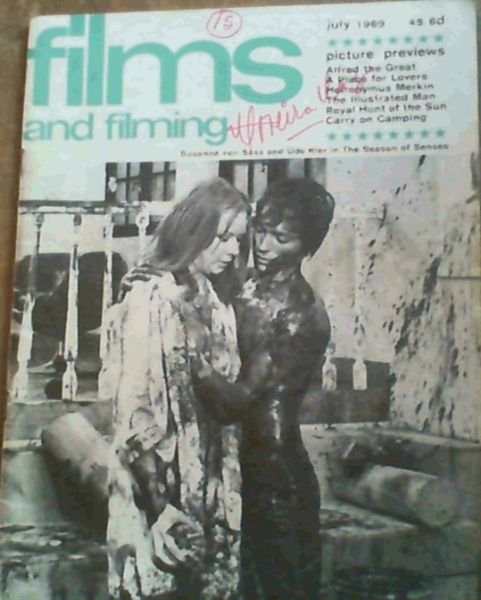 15
july 1969 4s 6d
films
and filming
picture previews
Alfred the Great
A Place for Lovers
Hieronymus Merkin
The Illustrated Man
Royal Hunt of the Sun
Carry on Camping
Susanne von Sass and Udo Kier in The Season of Senses